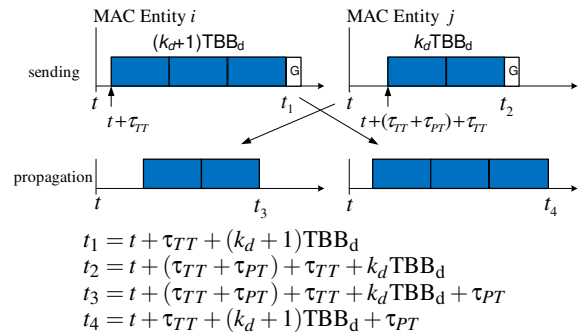 MAC Entity i MAC Entity j
(k_d+1)TBB_d k_dTBB_d
sending G G
t t_1 t t_2
t+τ_TT t+(τ_TT+τ_PT)+τ_TT
propagation
t t_3 t t_4
t_1 = t + τ_TT + (k_d + 1)TBB_d
t_2 = t + (τ_TT + τ_PT) + τ_TT + k_dTBB_d
t_3 = t + (τ_TT + τ_PT) + τ_TT + k_dTBB_d + τ_PT
t_4 = t + τ_TT + (k_d + 1)TBB_d + τ_PT